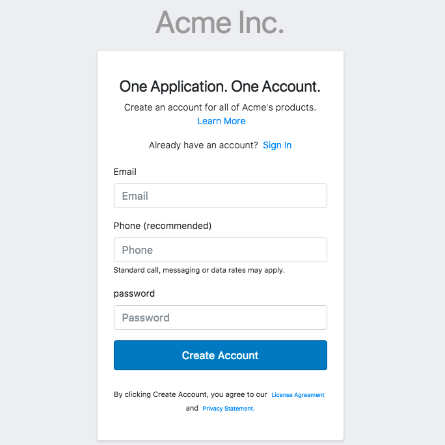 Acme Inc.
One Application. One Account.
Create an account for all of Acme's products.
Learn More
Already have an account? Sign In
Email
Email
Phone (recommended)
Phone
Standard call, messaging or data rates may apply.
password
Password
Create Account
By clicking Create Account, you agree to our License Agreement
and Privacy Statement.